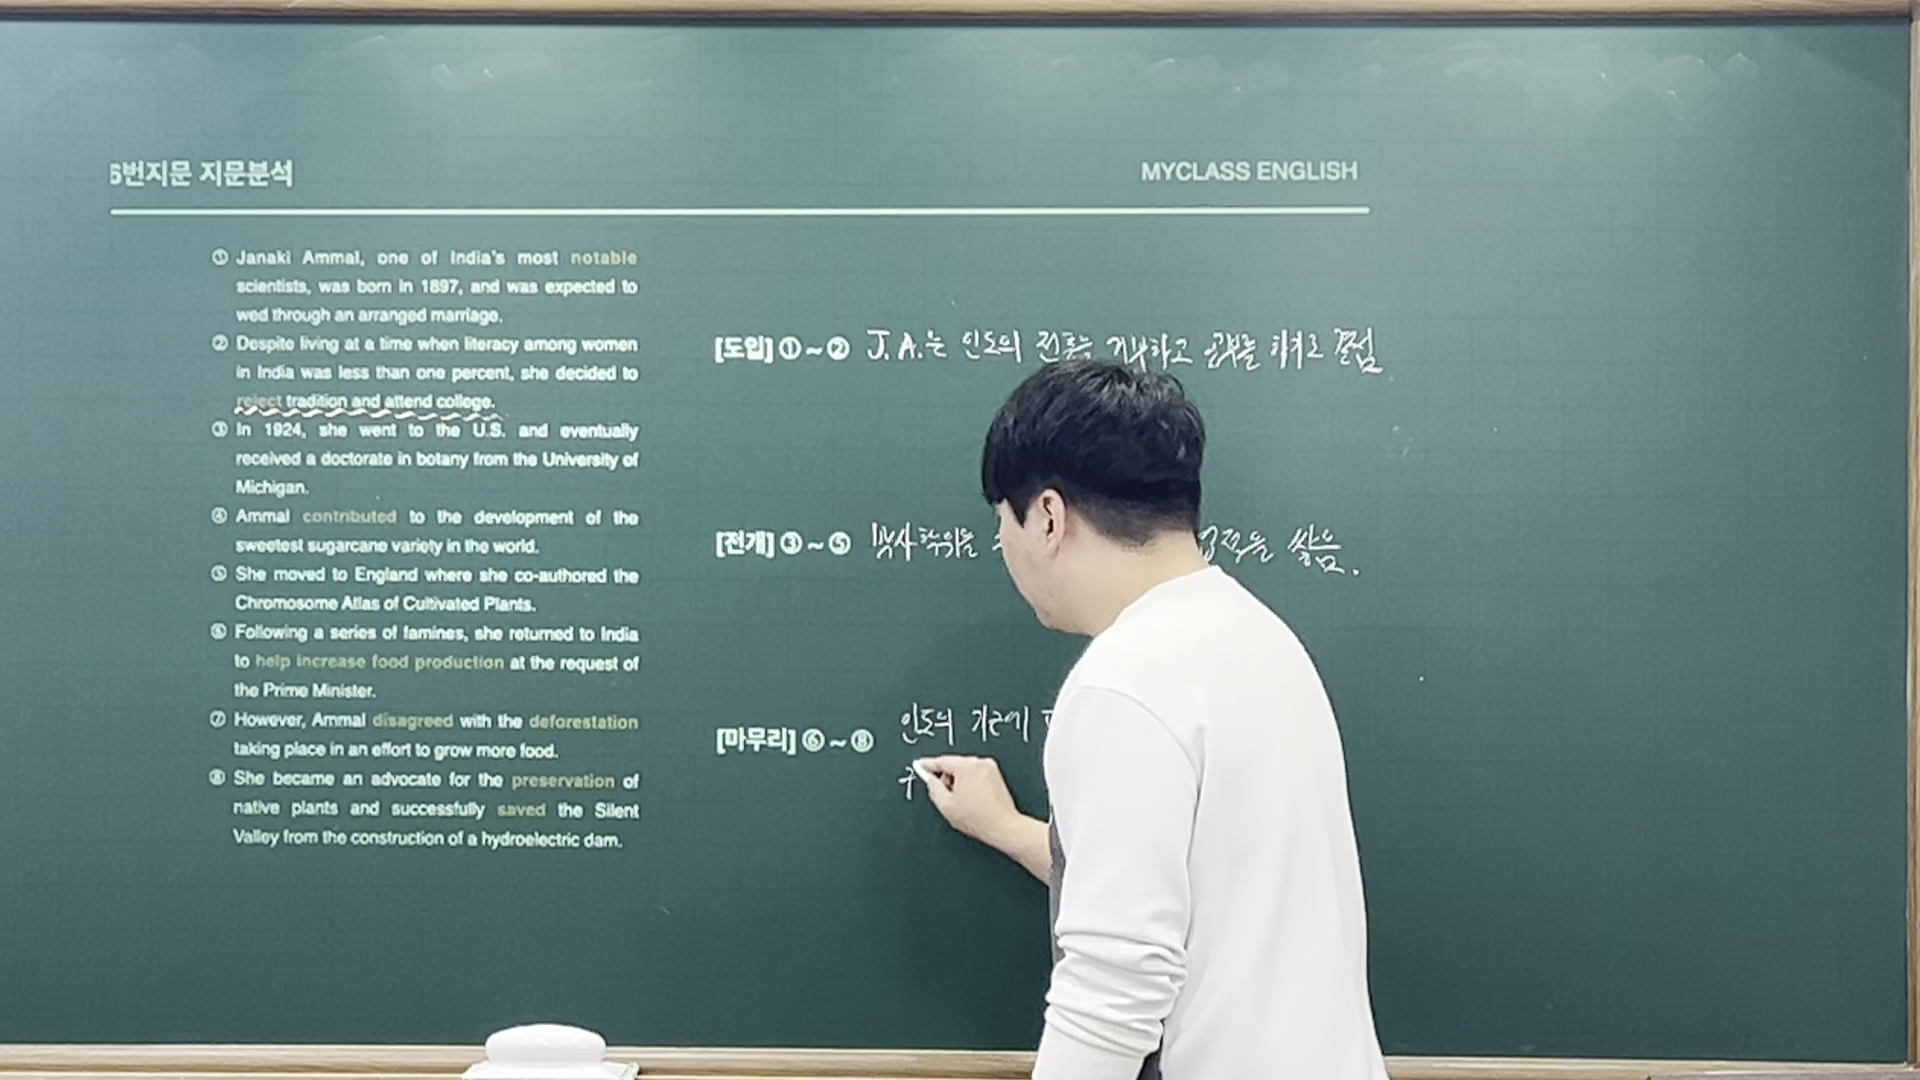 6번지문 지문분석
MYCLASS ENGLISH
① Janaki Ammal, one of India's most notable
scientists, was born in 1897, and was expected to
wed through an arranged marriage.
② Despite living at a time when literacy among women
in India was less than one percent, she decided to
reject tradition and attend college.
③ In 1924, she went to the U.S. and eventually
received a doctorate in botany from the University of
Michigan.
④ Ammal contributed to the development of the
sweetest sugarcane variety in the world.
⑤ She moved to England where she co-authored the
Chromosome Atlas of Cultivated Plants.
⑥ Following a series of famines, she returned to India
to help increase food production at the request of
the Prime Minister.
⑦ However, Ammal disagreed with the deforestation
taking place in an effort to grow more food.
⑧ She became an advocate for the preservation of
native plants and successfully saved the Silent
Valley from the construction of a hydroelectric dam.
[도입] ① ~ ② J.A.는 인도의 전통을 거부하고 공부를 하기로 결심
[전개] ③ ~ ⑤ 박사학위를 업적을 쌓음.
[마무리] ⑥ ~ ⑧ 인도의 기근에